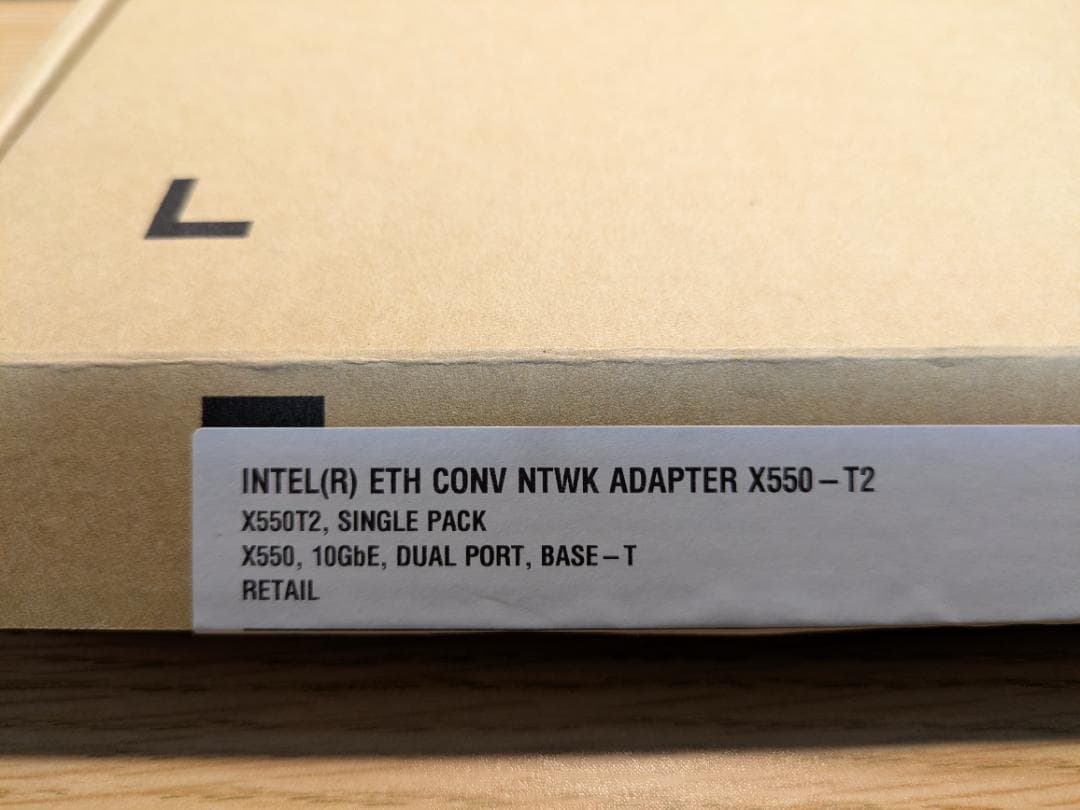 INTEL(R) ETH CONV NTWK ADAPTER X550–T2
X550T2, SINGLE PACK
X550, 10GbE, DUAL PORT, BASE–T
RETAIL